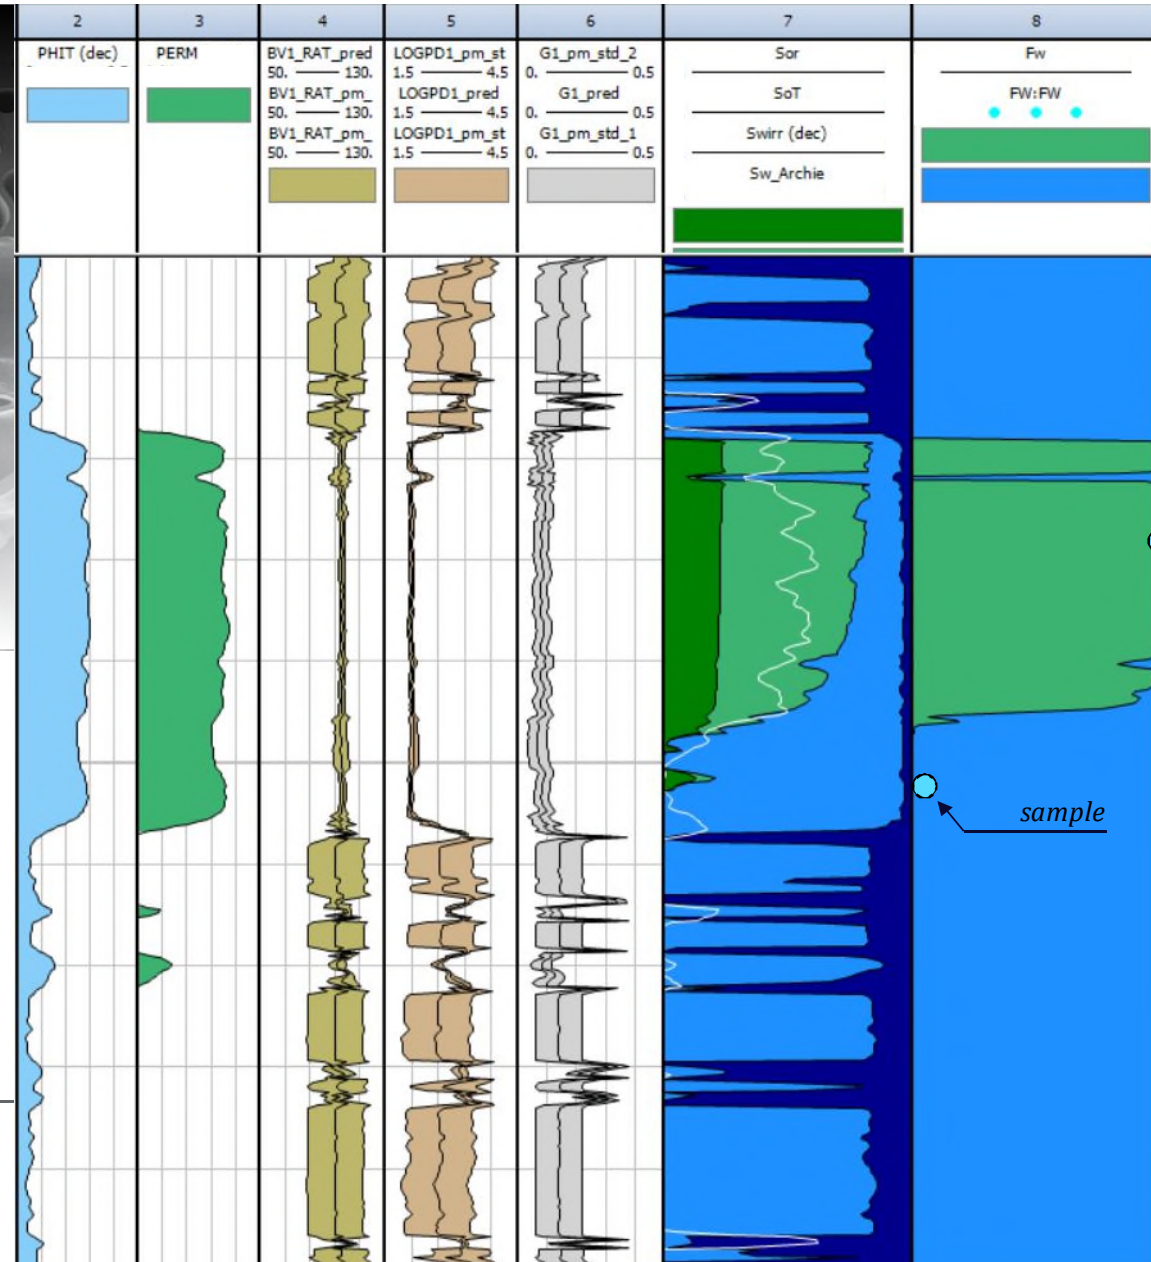 2 3 4 5 6 7 8
PHIT (dec)
PERM
BV1_RAT_pred
50. 130.
BV1_RAT_pm_
50. 130.
BV1_RAT_pm_
50. 130.
LOGPD1_pm_st
1.5 4.5
LOGPD1_pred
1.5 4.5
LOGPD1_pm_st
1.5 4.5
G1_pm_std_2
0. 0.5
G1_pred
0. 0.5
G1_pm_std_1
0. 0.5
Sor
SoT
Swirr (dec)
Sw_Archie
Fw
FW:FW
sample